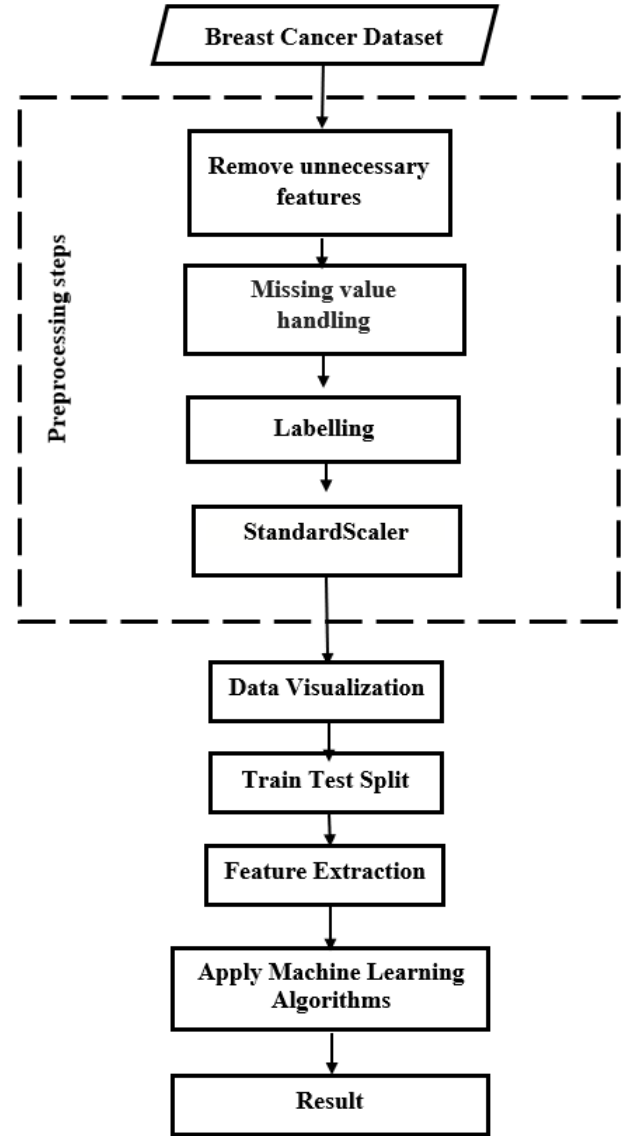 Breast Cancer Dataset
Preprocessing steps
Remove unnecessary
features
Missing value
handling
Labelling
StandardScaler
Data Visualization
Train Test Split
Feature Extraction
Apply Machine Learning
Algorithms
Result